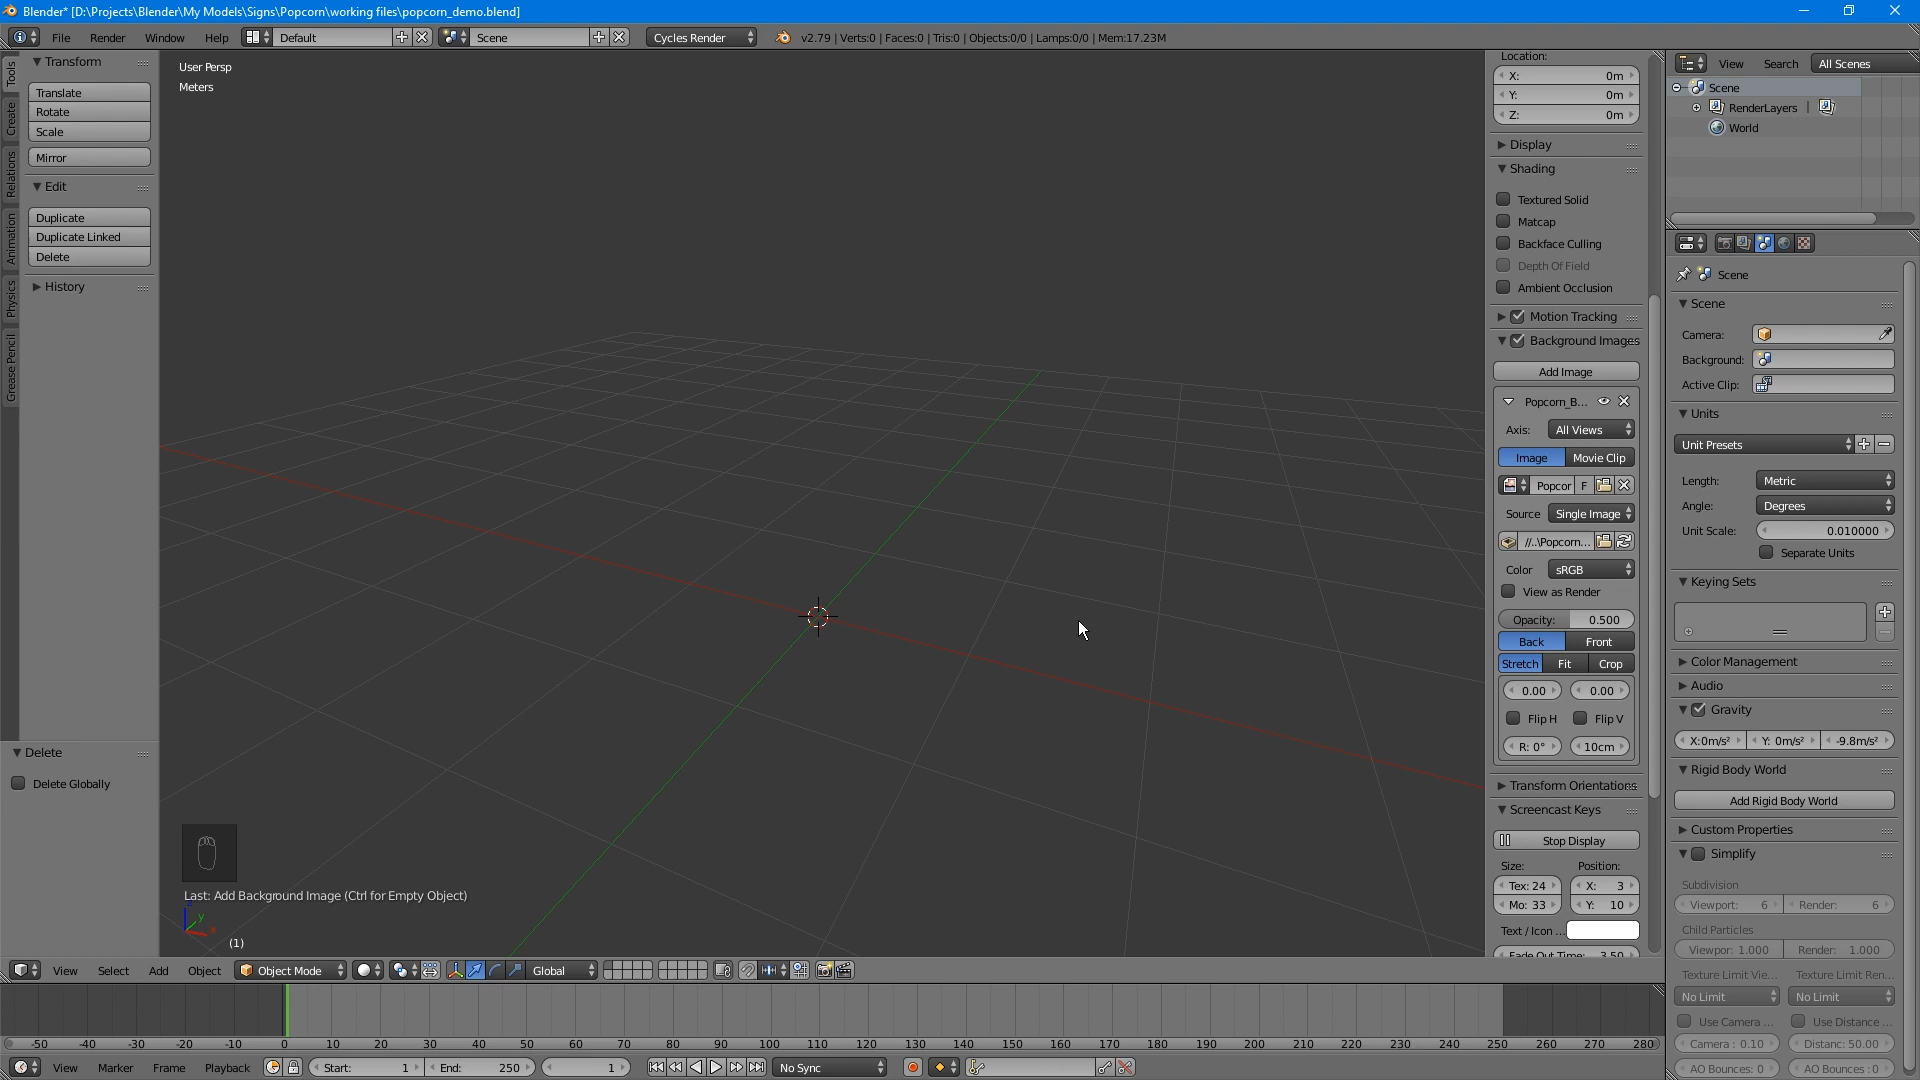 Blender* [D:\Projects\Blender\My Models\Signs\Popcorn\working files\popcorn_demo.blend]
File Render Window Help Default Scene Cycles Render v2.79 | Verts:0 | Faces:0 | Tris:0 | Objects:0/0 | Lamps:0/0 | Mem:17.23M
Tools
Create
Relations
Animation
Physics
Grease Pencil
Transform
Translate
Rotate
Scale
Mirror
Edit
Duplicate
Duplicate Linked
Delete
History
Delete
Delete Globally
User Persp
Meters
Last: Add Background Image (Ctrl for Empty Object)
y
x
(1)
Location:
X: 0m
Y: 0m
Z: 0m
Display
Shading
Textured Solid
Matcap
Backface Culling
Depth Of Field
Ambient Occlusion
Motion Tracking
Background Images
Add Image
Popcorn_B...
Axis: All Views
Image Movie Clip
Popcor F
Source Single Image
//..\Popcorn...
Color sRGB
View as Render
Opacity: 0.500
Back Front
Stretch Fit Crop
0.00 0.00
Flip H Flip V
R: 0° 10cm
Transform Orientations
Screencast Keys
Stop Display
Size: Position:
Tex: 24 X: 3
Mo: 33 Y: 10
Text / Icon ...
Fade Out Time: 3.50
View Search All Scenes
Scene
RenderLayers |
World
Scene
Scene
Camera:
Background:
Active Clip:
Units
Unit Presets
Length: Metric
Angle: Degrees
Unit Scale: 0.010000
Separate Units
Keying Sets
Color Management
Audio
Gravity
X:0m/s² Y: 0m/s² -9.8m/s²
Rigid Body World
Add Rigid Body World
Custom Properties
Simplify
Subdivision
Viewport: 6 Render: 6
Child Particles
Viewpor: 1.000 Render: 1.000
Texture Limit Vie... Texture Limit Ren...
No Limit No Limit
Use Camera ... Use Distance ...
Camera : 0.10 Distanc: 50.00
AO Bounces: 0 AO Bounces : 0
View Select Add Object Object Mode Global
-50 -40 -30 -20 -10 0 10 20 30 40 50 60 70 80 90 100 110 120 130 140 150 160 170 180 190 200 210 220 230 240 250 260 270 280
View Marker Frame Playback Start: 1 End: 250 1 No Sync